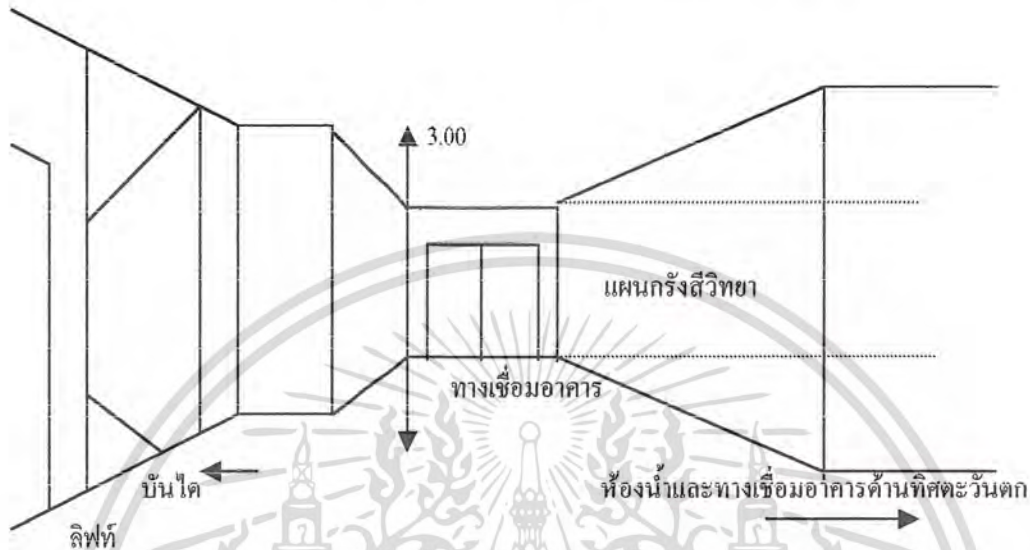 3.00
แผนกรังสีวิทยา
ทางเชื่อมอาคาร
บันได
ห้องน้ำและทางเชื่อมอาคารด้านทิศตะวันตก
ลิฟท์